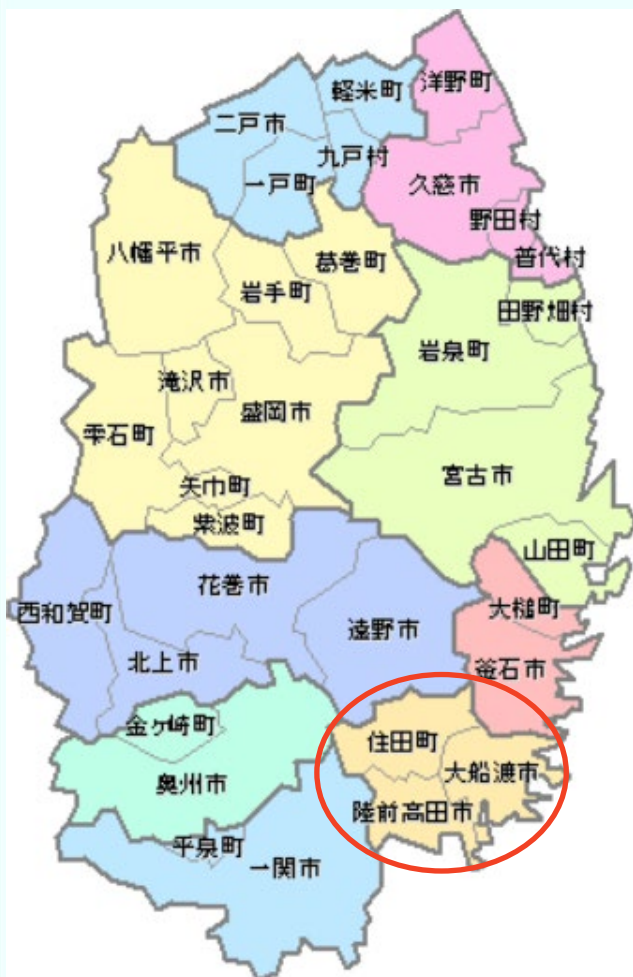 洋野町
軽米町
二戸市
九戸村
一戸町
久慈市
野田村
普代村
八幡平市
葛巻町
岩手町
田野畑村
岩泉町
滝沢市
盛岡市
雫石町
宮古市
矢巾町
紫波町
山田町
花巻市
大槌町
西和賀町
遠野市
北上市
釜石市
金ヶ崎町
住田町
大船渡市
奥州市
陸前高田市
平泉町
一関市